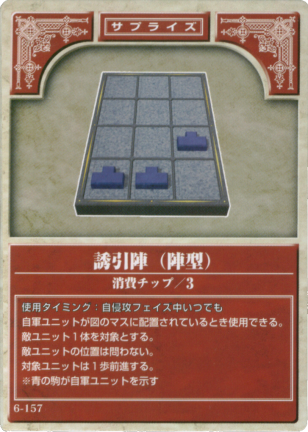 サプライズ
誘引陣（陣型）
消費チップ／3
使用タイミング：自侵攻フェイス中いつでも
自軍ユニットが図のマスに配置されているとき使用できる。
敵ユニット1体を対象とする。
敵ユニットの位置は問わない。
対象ユニットは1歩前進する。
※青の駒が自軍ユニットを示す
6-157